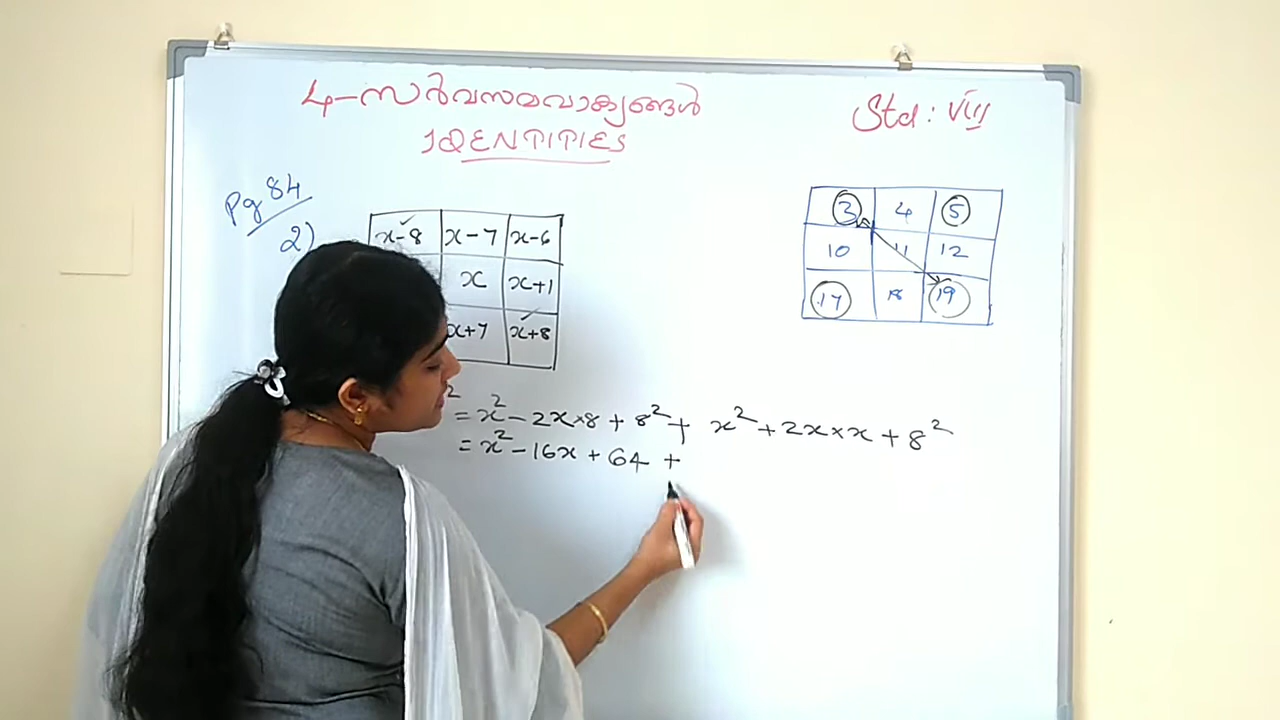 4-സർവസമവാക്യങ്ങൾ
IDENTITIES
Std: VIII
Pg 84
2)
x-8 x-7 x-6
x x+1
x+7 x+8
3 4 5
10 11 12
17 18 19
2 = x² - 2x×8 + 8² + x² + 2x×x + 8²
= x² - 16x + 64 +